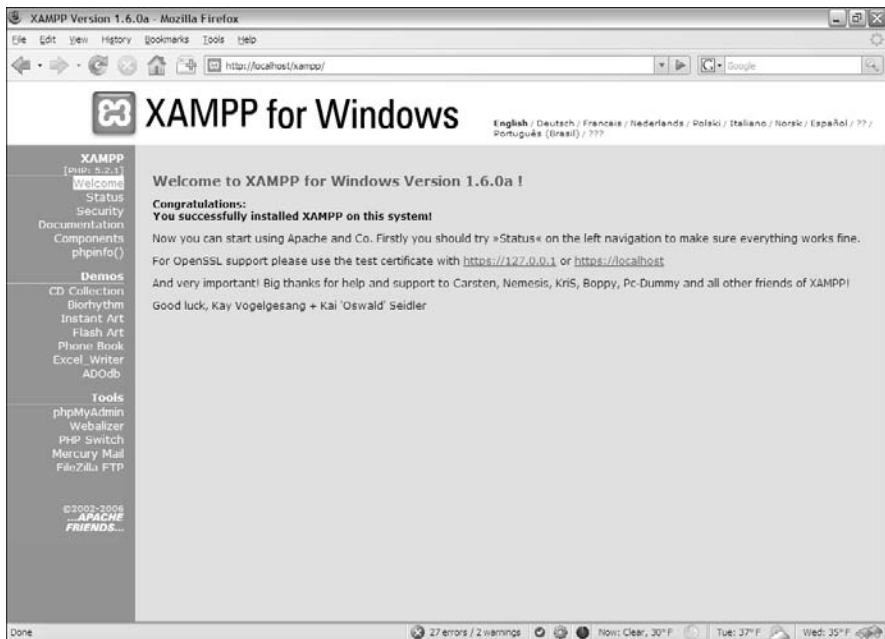 XAMPP Version 1.6.0a - Mozilla Firefox
File Edit View History Bookmarks Tools Help
http://localhost/xampp/
Google
XAMPP for Windows
English / Deutsch / Francais / Nederlands / Polski / Italiano / Norsk / Español / ?? /
Português (Brasil) / ???
XAMPP
[PHP: 5.2.1]
Welcome
Status
Security
Documentation
Components
phpinfo()
Demos
CD Collection
Biorhythm
Instant Art
Flash Art
Phone Book
Excel_Writer
ADOdb
Tools
phpMyAdmin
Webalizer
PHP Switch
Mercury Mail
FileZilla FTP
©2002-2006
...APACHE
FRIENDS...
Welcome to XAMPP for Windows Version 1.6.0a !
Congratulations:
You successfully installed XAMPP on this system!
Now you can start using Apache and Co. Firstly you should try »Status« on the left navigation to make sure everything works fine.
For OpenSSL support please use the test certificate with https://127.0.0.1 or https://localhost
And very important! Big thanks for help and support to Carsten, Nemesis, KriS, Boppy, Pc-Dummy and all other friends of XAMPP!
Good luck, Kay Vogelgesang + Kai 'Oswald' Seidler
Done
27 errors / 2 warnings
Now: Clear, 30° F
Tue: 37° F
Wed: 35° F